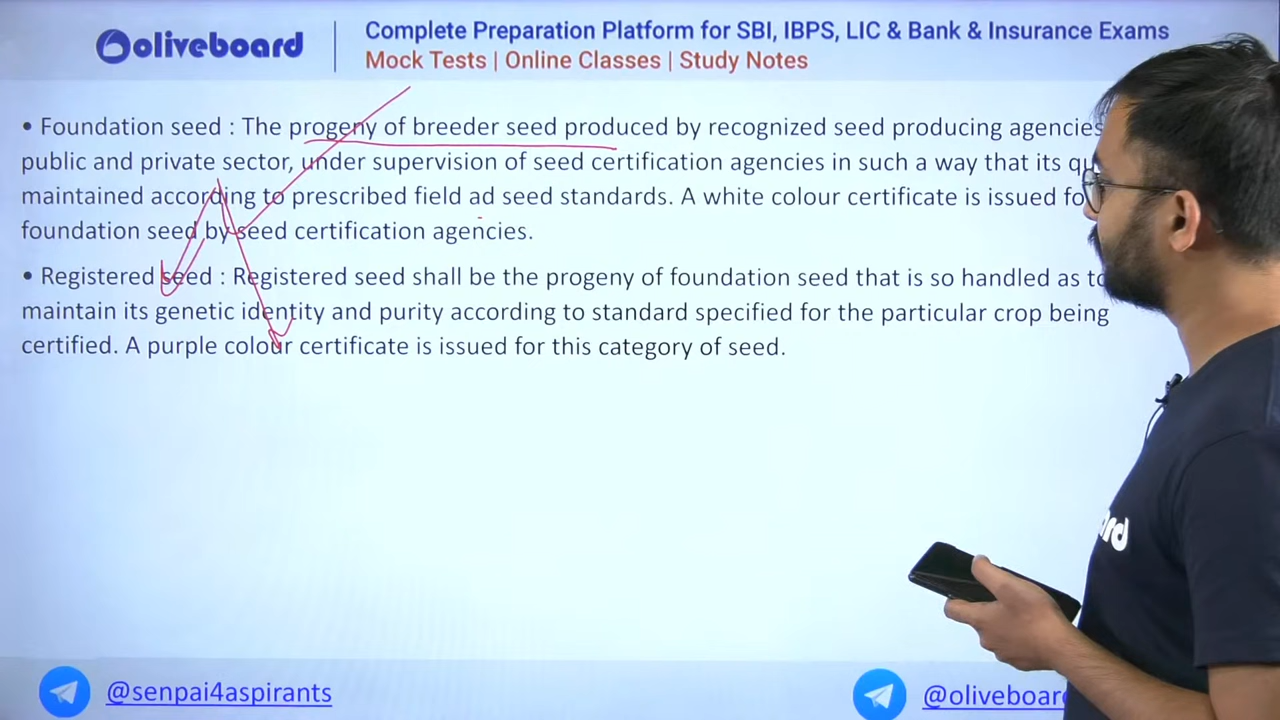 oliveboard
Complete Preparation Platform for SBI, IBPS, LIC & Bank & Insurance Exams
Mock Tests | Online Classes | Study Notes
• Foundation seed : The progeny of breeder seed produced by recognized seed producing agencies
public and private sector, under supervision of seed certification agencies in such a way that its
maintained according to prescribed field ad seed standards. A white colour certificate is issued
foundation seed by seed certification agencies.
• Registered seed : Registered seed shall be the progeny of foundation seed that is so handled as to
maintain its genetic identity and purity according to standard specified for the particular crop being
certified. A purple colour certificate is issued for this category of seed.
@senpai4aspirants